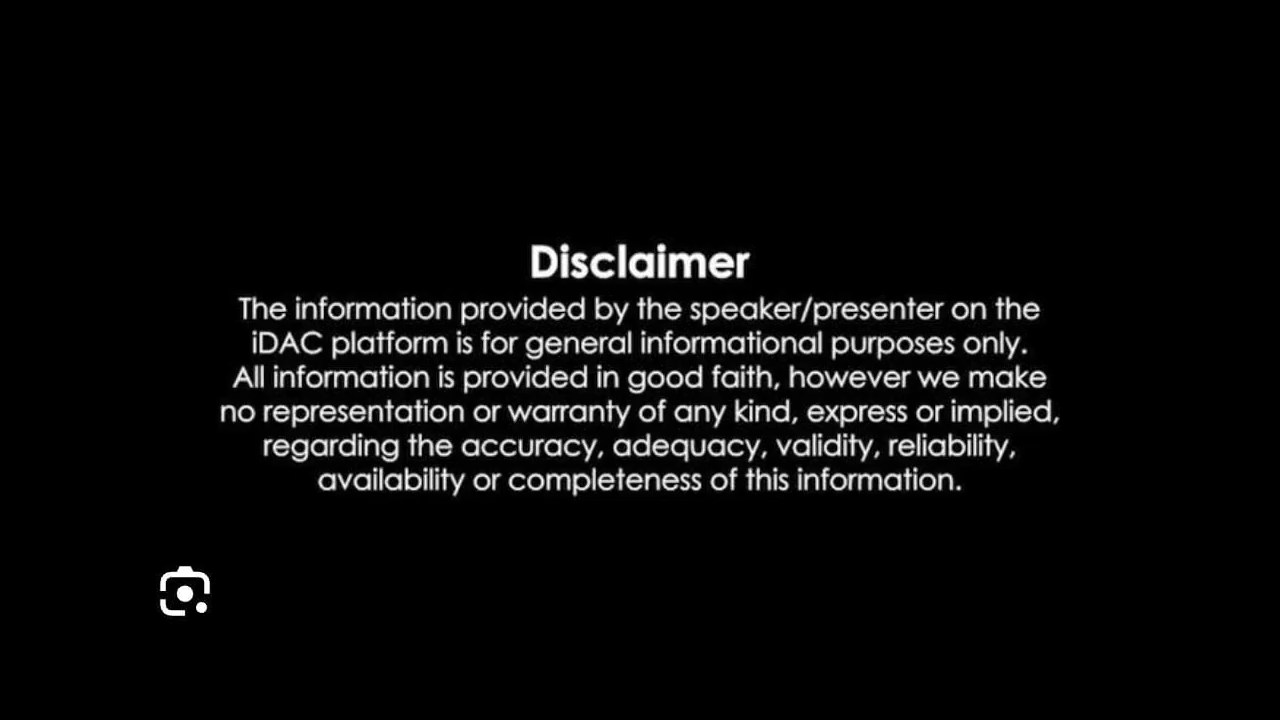 Disclaimer
The information provided by the speaker/presenter on the
iDAC platform is for general informational purposes only.
All information is provided in good faith, however we make
no representation or warranty of any kind, express or implied,
regarding the accuracy, adequacy, validity, reliability,
availability or completeness of this information.